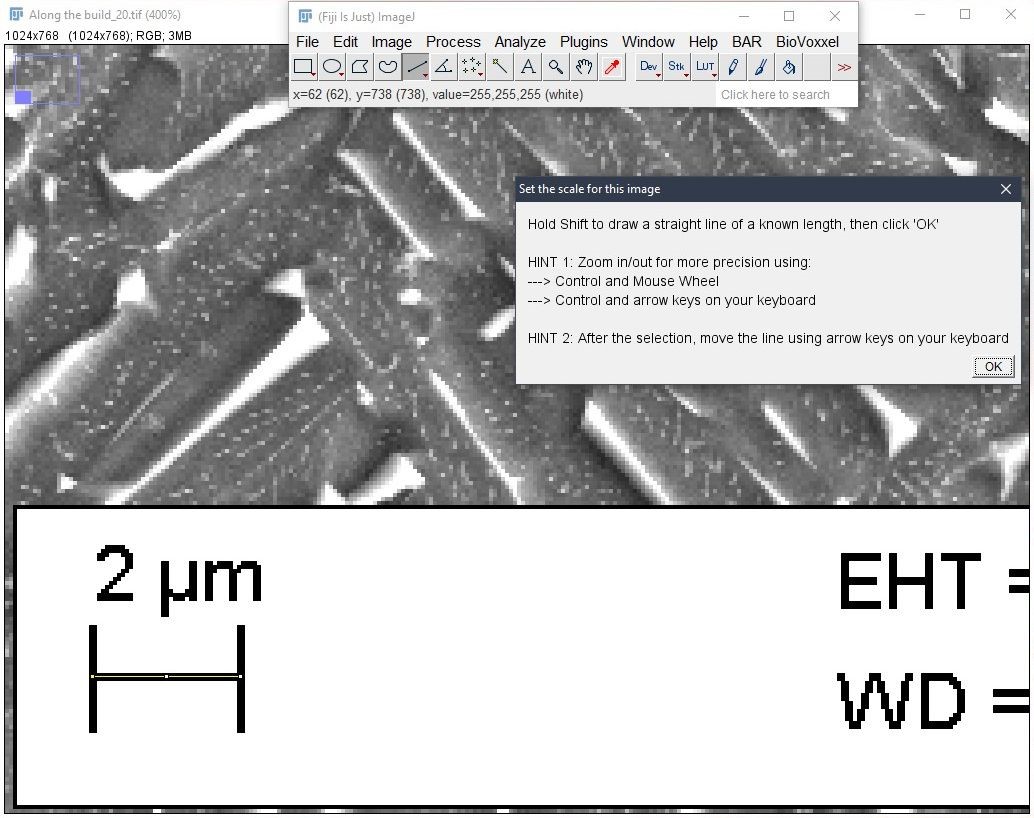 Along the build_20.tif (400%)
1024x768 (1024x768); RGB; 3MB
(Fiji Is Just) ImageJ
File Edit Image Process Analyze Plugins Window Help BAR BioVoxxel
A Dev Stk LUT >>
x=62 (62), y=738 (738), value=255,255,255 (white)
Click here to search
Set the scale for this image
Hold Shift to draw a straight line of a known length, then click 'OK'
HINT 1: Zoom in/out for more precision using:
---> Control and Mouse Wheel
---> Control and arrow keys on your keyboard
HINT 2: After the selection, move the line using arrow keys on your keyboard
OK
2 µm
EHT =
WD =